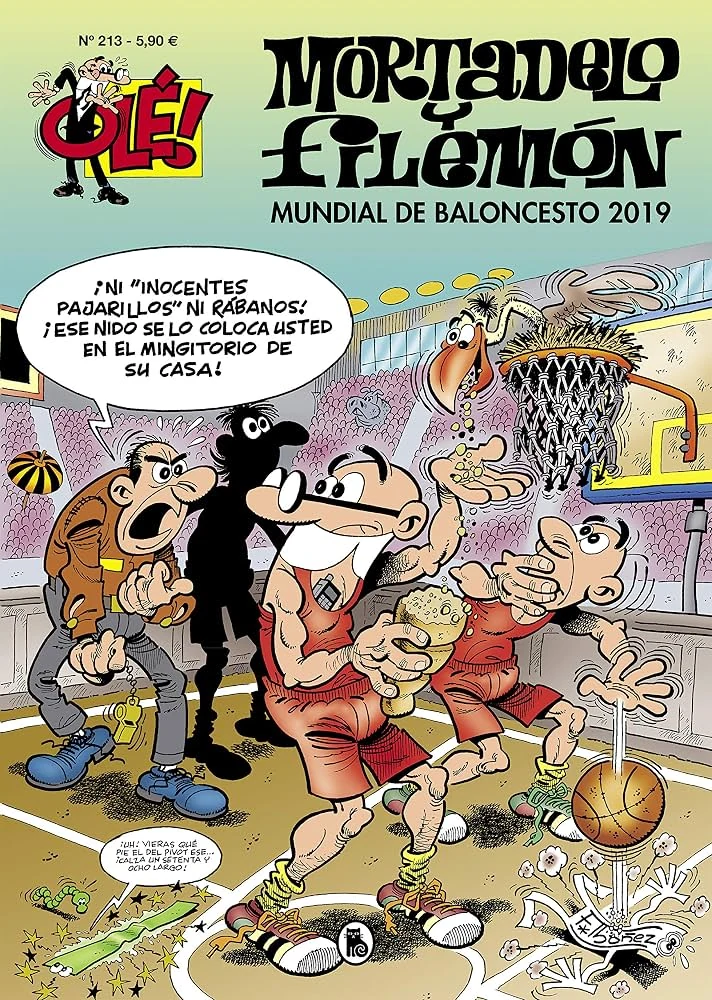 Nº 213 - 5,90 €
OLÉ!
MORTADELO
Y
FILEMÓN
MUNDIAL DE BALONCESTO 2019
¡NI "INOCENTES
PAJARILLOS" NI RÁBANOS!
¡ESE NIDO SE LO COLOCA USTED
EN EL MINGITORIO DE
SU CASA!
¡UH! VIERAS QUÉ
PIE EL DEL PIVOT ESE...
¡CALZA UN SETENTA Y
OCHO LARGO!
F. Ibáñez